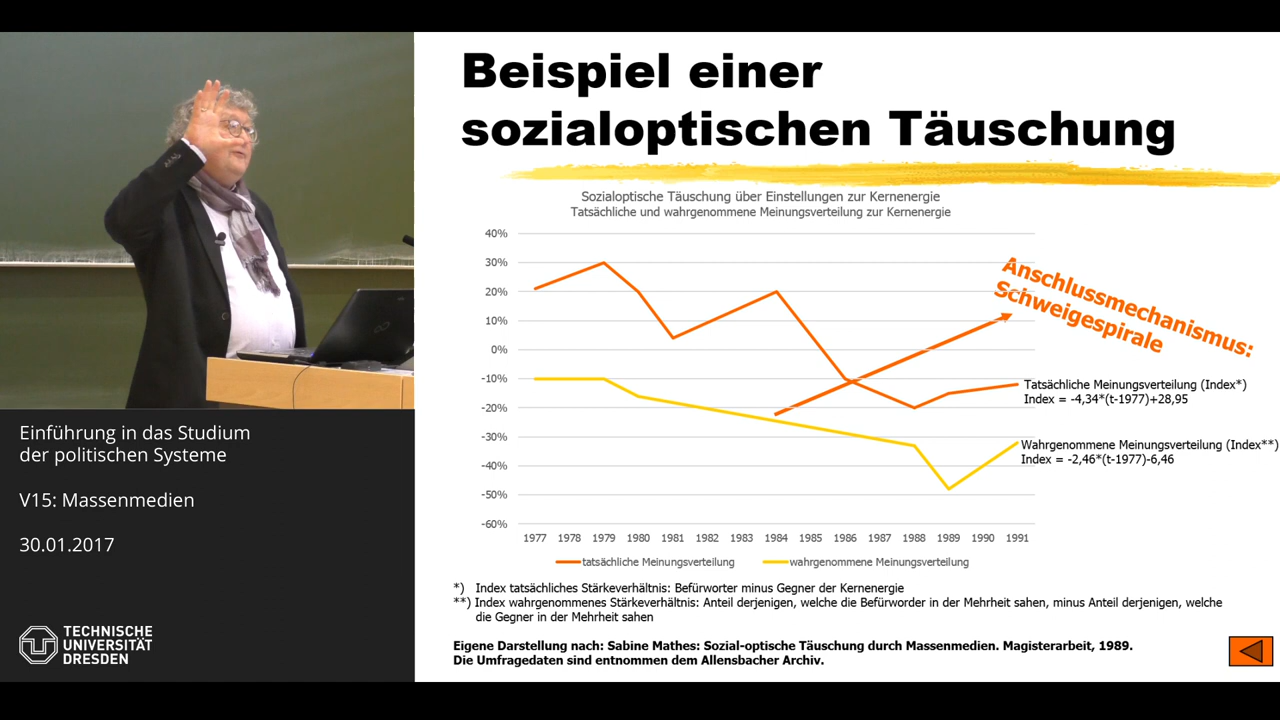 Beispiel einer
sozialoptischen Täuschung
Sozialoptische Täuschung über Einstellungen zur Kernenergie
Tatsächliche und wahrgenommene Meinungsverteilung zur Kernenergie
40%
30%
20%
10%
0%
-10%
-20%
-30%
-40%
-50%
-60%
1977 1978 1979 1980 1981 1982 1983 1984 1985 1986 1987 1988 1989 1990 1991
Anschlussmechanismus:
Schweigespirale
Tatsächliche Meinungsverteilung (Index*)
Index = -4,34*(t-1977)+28,95
Wahrgenommene Meinungsverteilung (Index**)
Index = -2,46*(t-1977)-6,46
tatsächliche Meinungsverteilung wahrgenommene Meinungsverteilung
*) Index tatsächliches Stärkeverhältnis: Befürworter minus Gegner der Kernenergie
**) Index wahrgenommenes Stärkeverhältnis: Anteil derjenigen, welche die Befürworder in der Mehrheit sahen, minus Anteil derjenigen, welche
die Gegner in der Mehrheit sahen
Eigene Darstellung nach: Sabine Mathes: Sozial-optische Täuschung durch Massenmedien. Magisterarbeit, 1989.
Die Umfragedaten sind entnommen dem Allensbacher Archiv.
Einführung in das Studium
der politischen Systeme
V15: Massenmedien
30.01.2017
TECHNISCHE
UNIVERSITÄT
DRESDEN